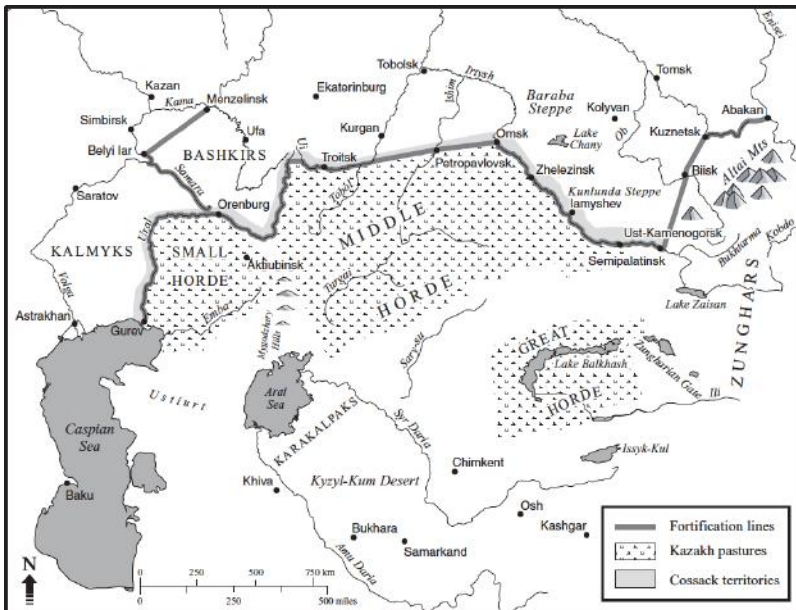 Enisei
Tobolsk
Irtysh
Tomsk
Kazan
Ekaterinburg
Baraba
Steppe
Kama
Menzelinsk
Ishim
Kolyvan
Abakan
Simbirsk
Ufa
Kurgan
Omsk
Ob
Kuznetsk
Lake
Chany
Belyi Iar
BASHKIRS
Ui
Troitsk
Petropavlovsk
Zhelezinsk
Biisk
Altai Mts
Samara
Tobol
Kunlunda Steppe
Saratov
Orenburg
Iamyshev
Ural
MIDDLE
Ust-Kamenogorsk
Bukhtarma
Kobdo
KALMYKS
SMALL
HORDE
Aktiubinsk
Semipalatinsk
Volga
Turgai
HORDE
Lake Zaisan
ZUNGHARS
Astrakhan
Gurev
Emba
Mygodzhary
Hills
Sary-su
GREAT
Lake Balkhash
Zungharian Gate
HORDE
Ili
Ustiurt
Aral
Sea
Caspian
Sea
KARAKALPAKS
Syr Daria
Issyk-Kul
Chimkent
Khiva
Kyzyl-Kum Desert
Baku
Osh
Kashgar
Bukhara
Samarkand
Amu Daria
Fortification lines
Kazakh pastures
Cossack territories
N
0 250 500 750 km
0 250 500 miles